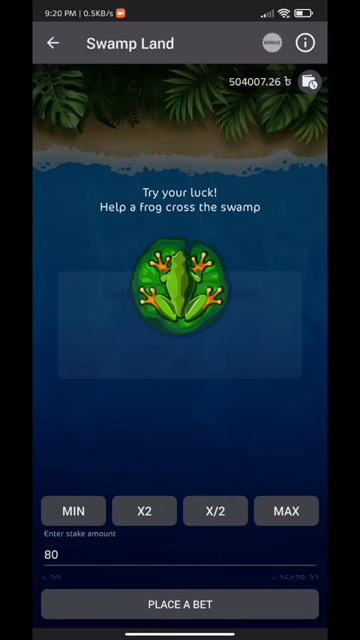 9:20 PM | 0.5KB/s
Swamp Land
BONUS
504007.26 ৳
Try your luck!
Help a frog cross the swamp
MIN
X2
X/2
MAX
Enter stake amount
80
PLACE A BET